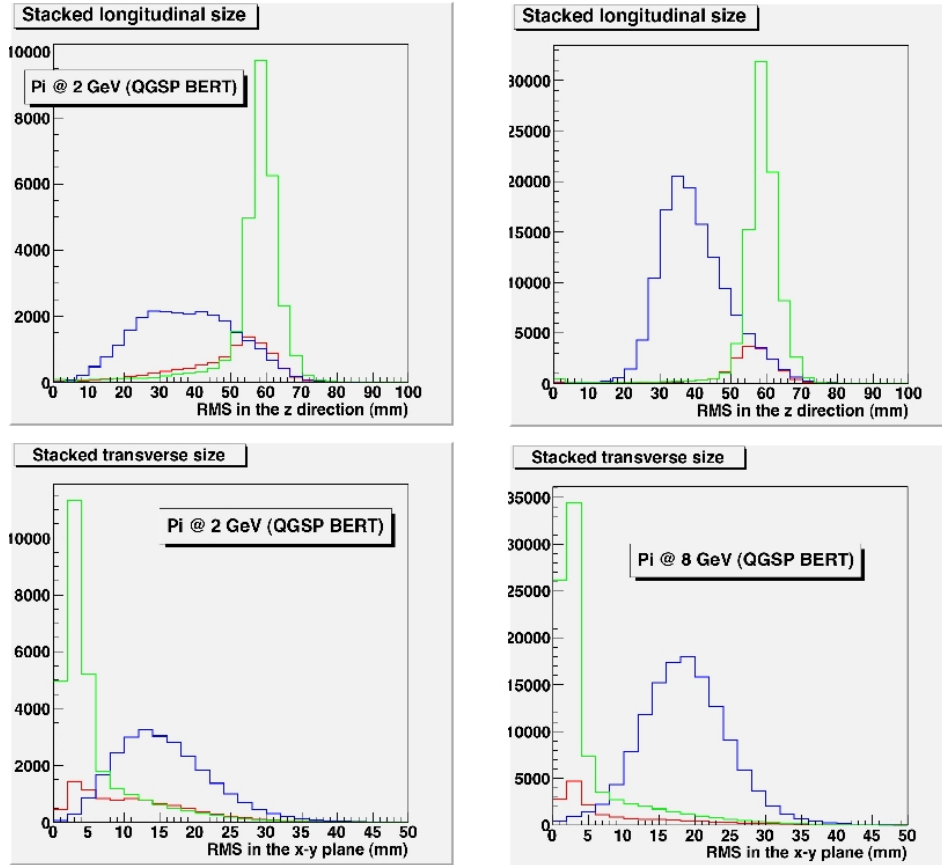 Stacked longitudinal size
10000
Pi @ 2 GeV (QGSP BERT)
8000
6000
4000
2000
0
0 10 20 30 40 50 60 70 80 90 100
RMS in the z direction (mm)
Stacked longitudinal size
30000
25000
20000
15000
10000
5000
0
0 10 20 30 40 50 60 70 80 90 100
RMS in the z direction (mm)
Stacked transverse size
Pi @ 2 GeV (QGSP BERT)
10000
8000
6000
4000
2000
0
0 5 10 15 20 25 30 35 40 45 50
RMS in the x-y plane (mm)
Stacked transverse size
35000
30000
Pi @ 8 GeV (QGSP BERT)
25000
20000
15000
10000
5000
0
0 5 10 15 20 25 30 35 40 45 50
RMS in the x-y plane (mm)